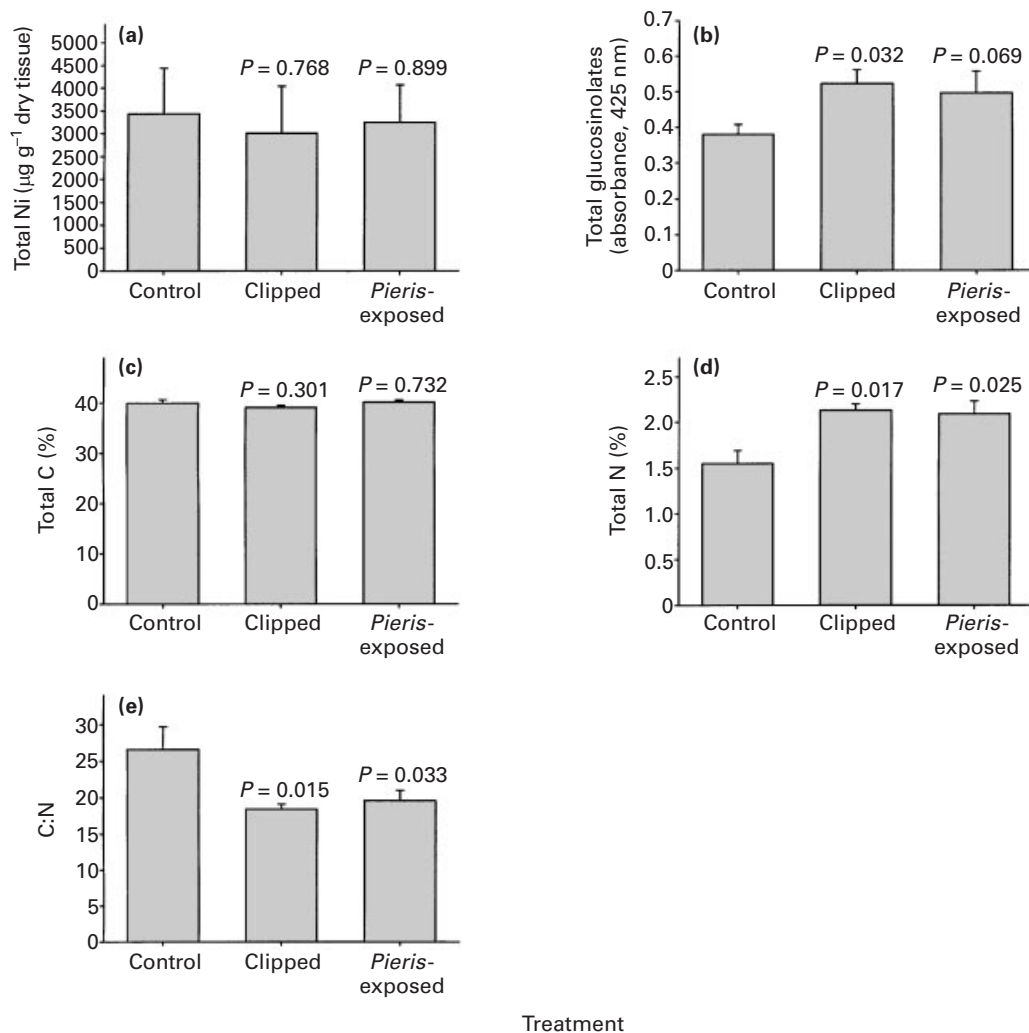 (a)
Total Ni (µg g⁻¹ dry tissue)
5000
4500
4000
3500
3000
2500
2000
1500
1000
500
0
P = 0.768
P = 0.899
Control
Clipped
Pieris-
exposed
(b)
Total glucosinolates
(absorbance, 425 nm)
0.7
0.6
0.5
0.4
0.3
0.2
0.1
0
P = 0.032
P = 0.069
Control
Clipped
Pieris-
exposed
(c)
Total C (%)
40
30
20
10
0
P = 0.301
P = 0.732
Control
Clipped
Pieris-
exposed
(d)
Total N (%)
2.5
2.0
1.5
1.0
0.5
0
P = 0.017
P = 0.025
Control
Clipped
Pieris-
exposed
(e)
C:N
30
25
20
15
10
5
0
P = 0.015
P = 0.033
Control
Clipped
Pieris-
exposed
Treatment